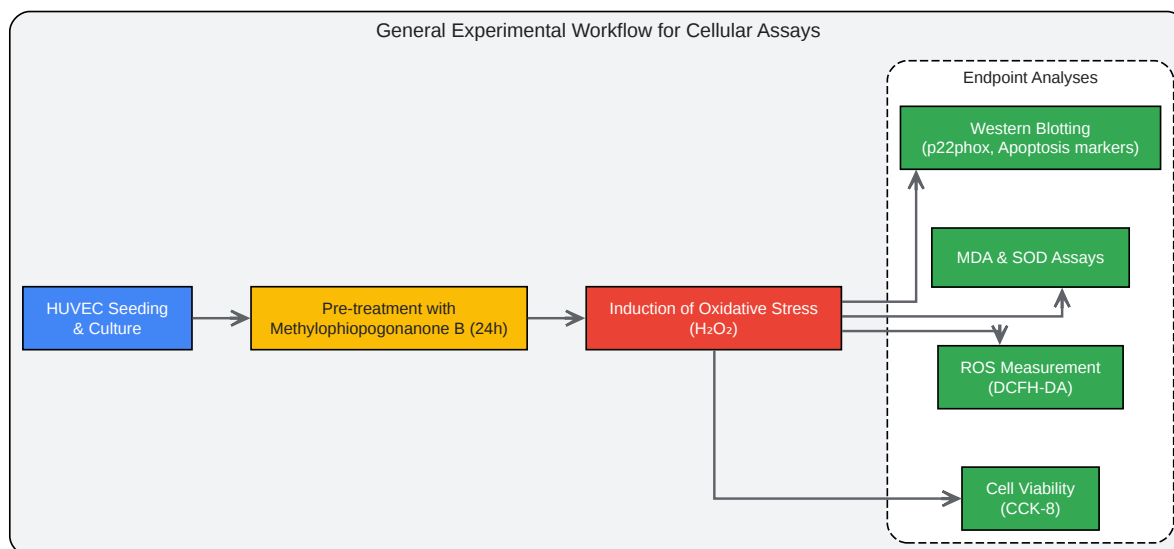 General Experimental Workflow for Cellular Assays
Endpoint Analyses
Western Blotting
(p22phox, Apoptosis markers)
MDA & SOD Assays
HUVEC Seeding
& Culture
Pre-treatment with
Methylophiopogonanone B (24h)
Induction of Oxidative Stress
(H₂O₂)
ROS Measurement
(DCFH-DA)
Cell Viability
(CCK-8)